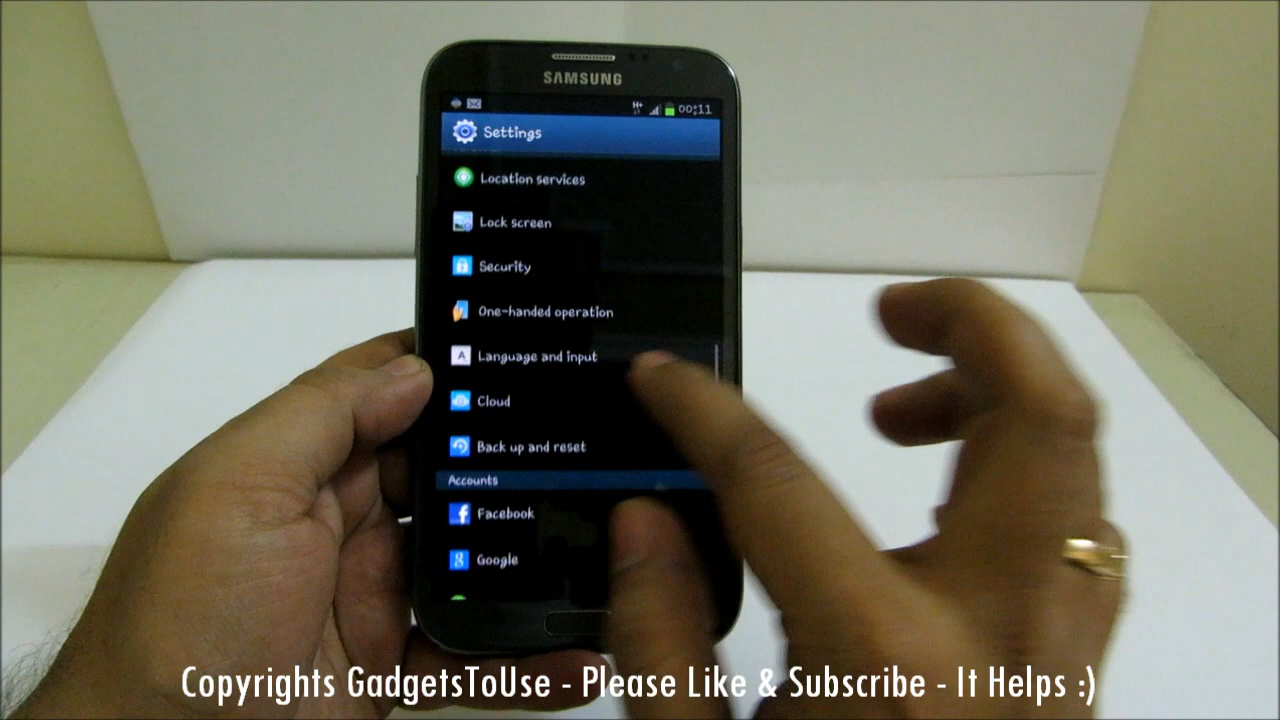 SAMSUNG
H+ 00:11
Settings
Location services
Lock screen
Security
One-handed operation
A Language and input
Cloud
Back up and reset
Accounts
f Facebook
g Google
Copyrights GadgetsToUse - Please Like & Subscribe - It Helps :)